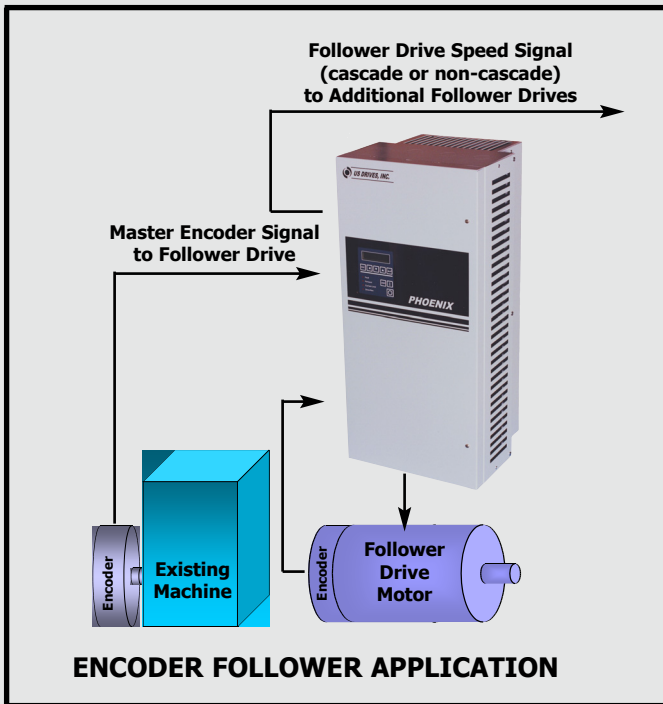 Follower Drive Speed Signal
(cascade or non-cascade)
to Additional Follower Drives
US DRIVES, INC.
Master Encoder Signal
to Follower Drive
PHOENIX
Encoder
Existing
Machine
Encoder
Follower
Drive
Motor
ENCODER FOLLOWER APPLICATION